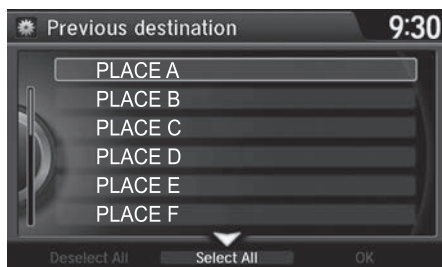 Previous destination 9:30
PLACE A
PLACE B
PLACE C
PLACE D
PLACE E
PLACE F
Deselect All Select All OK